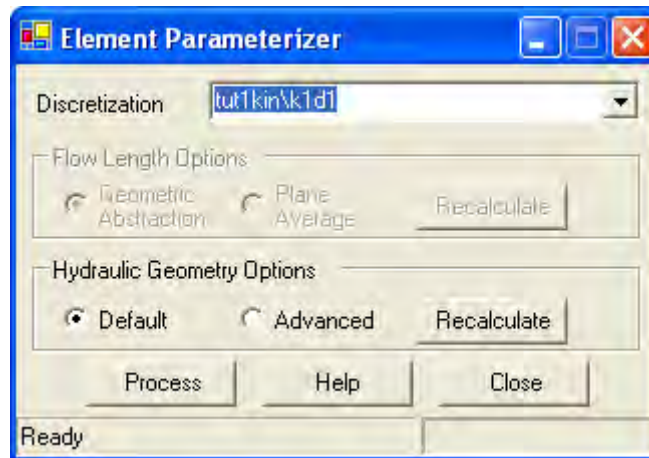 Element Parameterizer
Discretization tut1kin\k1d1
Flow Length Options
Geometric Abstraction Plane Average Recalculate
Hydraulic Geometry Options
Default Advanced Recalculate
Process Help Close
Ready